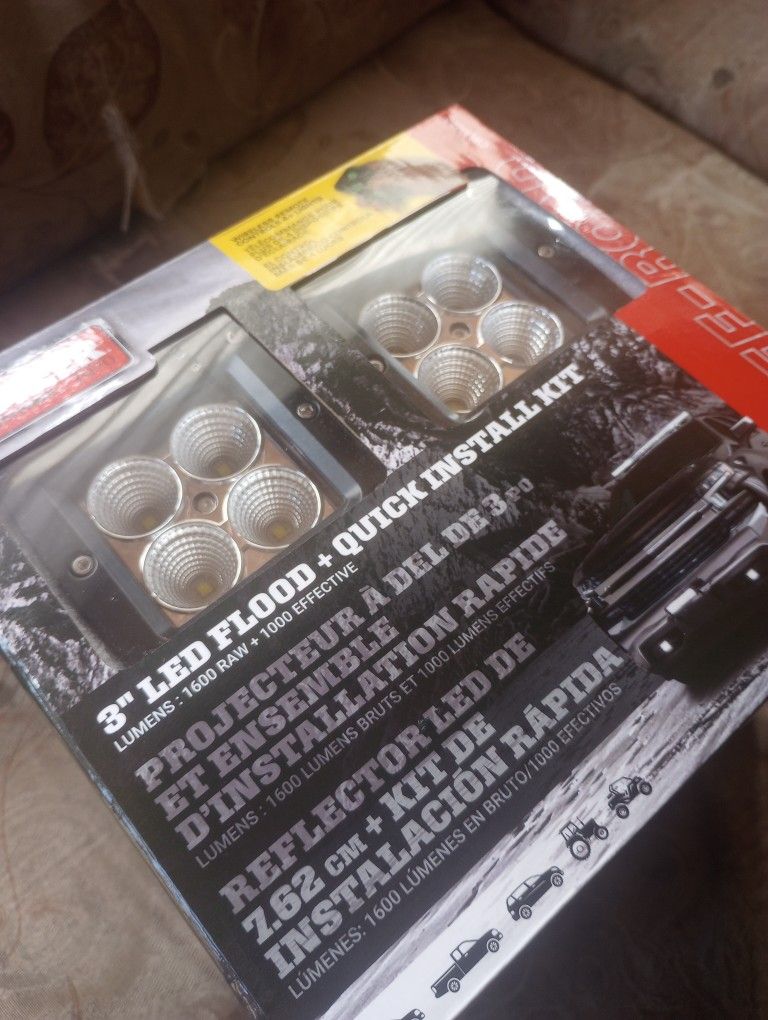 WIRELESS REMOTE
3" LED FLOOD + QUICK INSTALL KIT
LUMENS : 1600 RAW + 1000 EFFECTIVE
PROJECTEUR À DEL DE 3 PO
ET ENSEMBLE
D'INSTALLATION RAPIDE
LUMENS : 1600 LUMENS BRUTS ET 1000 LUMENS EFFECTIFS
REFLECTOR LED DE
7.62 CM + KIT DE
INSTALACIÓN RÁPIDA
LÚMENES: 1600 LÚMENES EN BRUTO/1000 EFECTIVOS